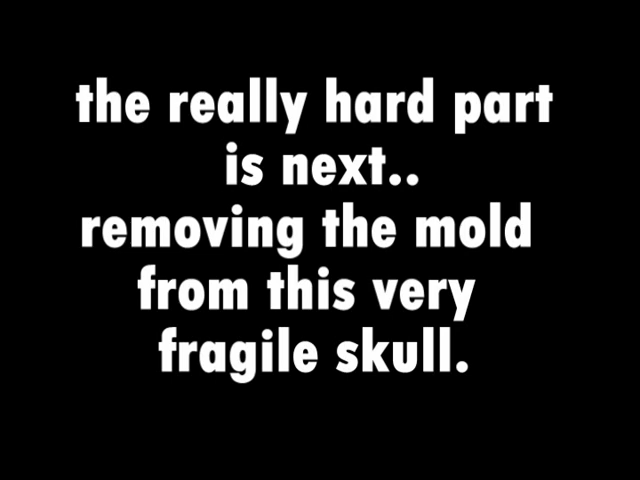 the really hard part
is next..
removing the mold
from this very
fragile skull.